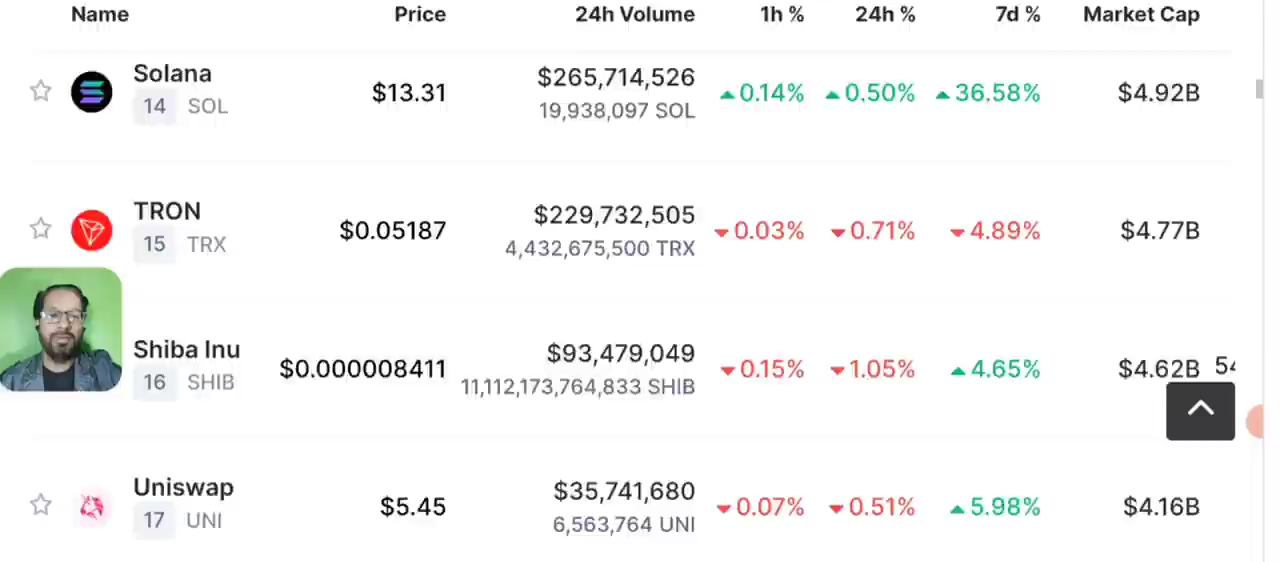 Name Price 24h Volume 1h % 24h % 7d % Market Cap
Solana
14 SOL
$13.31
$265,714,526
19,938,097 SOL
0.14% 0.50% 36.58% $4.92B
TRON
15 TRX
$0.05187
$229,732,505
4,432,675,500 TRX
0.03% 0.71% 4.89% $4.77B
Shiba Inu
16 SHIB
$0.000008411
$93,479,049
11,112,173,764,833 SHIB
0.15% 1.05% 4.65% $4.62B
Uniswap
17 UNI
$5.45
$35,741,680
6,563,764 UNI
0.07% 0.51% 5.98% $4.16B